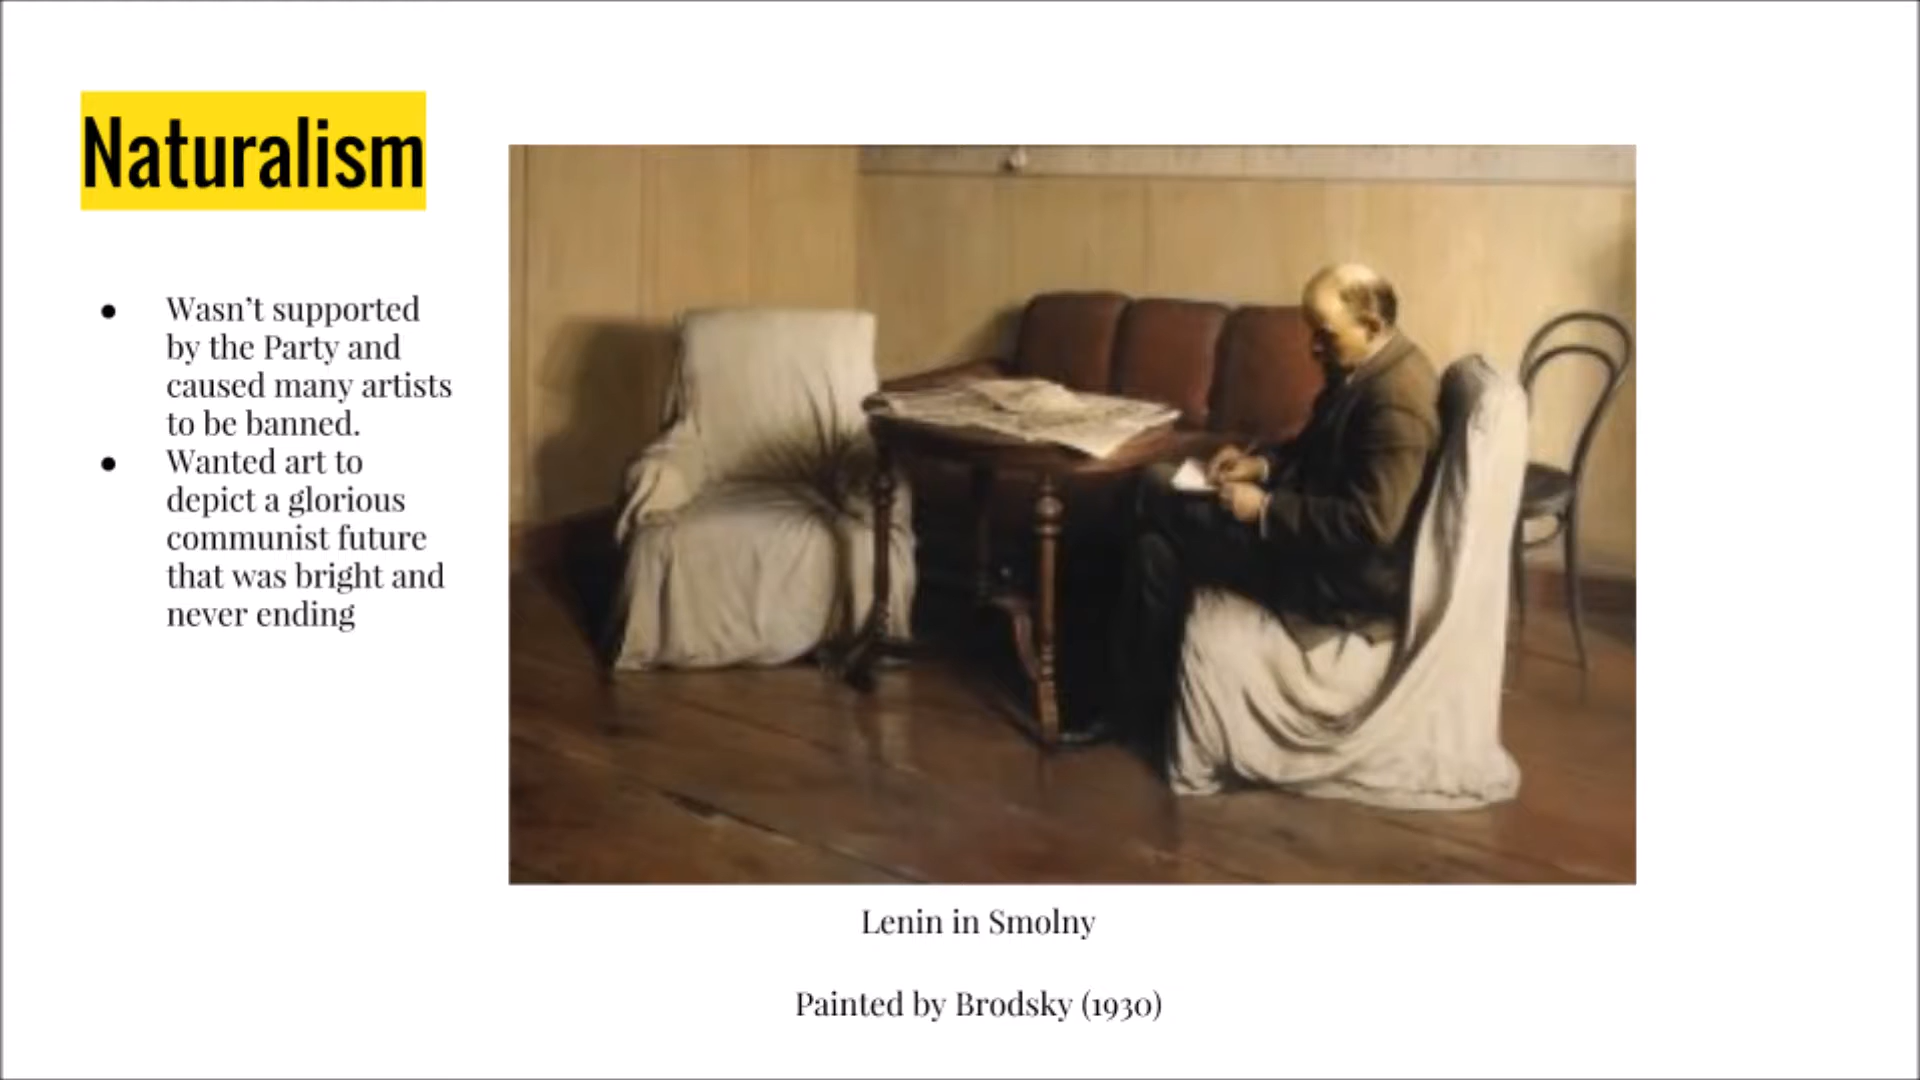 Naturalism
● Wasn’t supported
by the Party and
caused many artists
to be banned.
● Wanted art to
depict a glorious
communist future
that was bright and
never ending
Lenin in Smolny
Painted by Brodsky (1930)